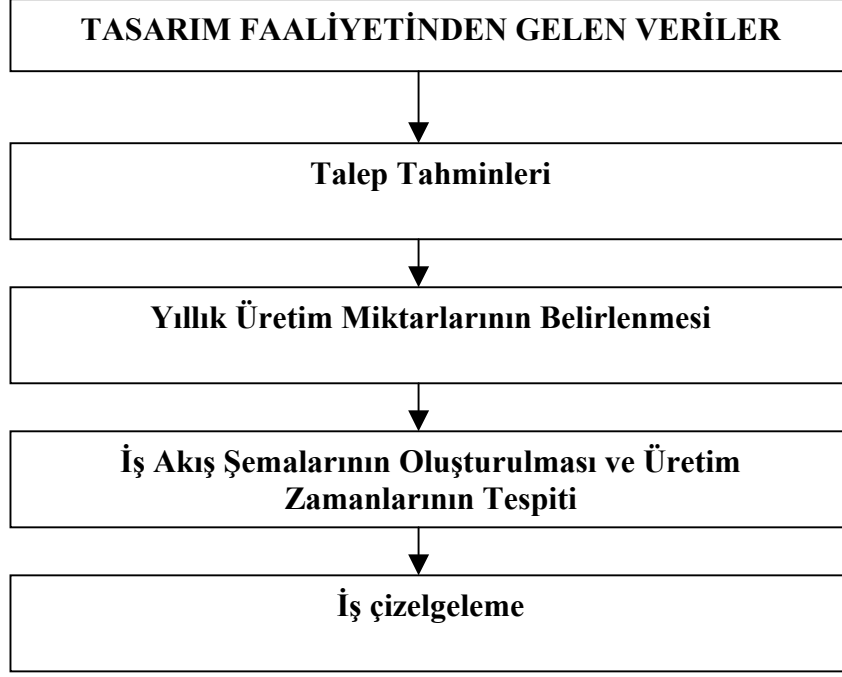 TASARIM FAALİYETİNDEN GELEN VERİLER
Talep Tahminleri
Yıllık Üretim Miktarlarının Belirlenmesi
İş Akış Şemalarının Oluşturulması ve Üretim
Zamanlarının Tespiti
İş çizelgeleme